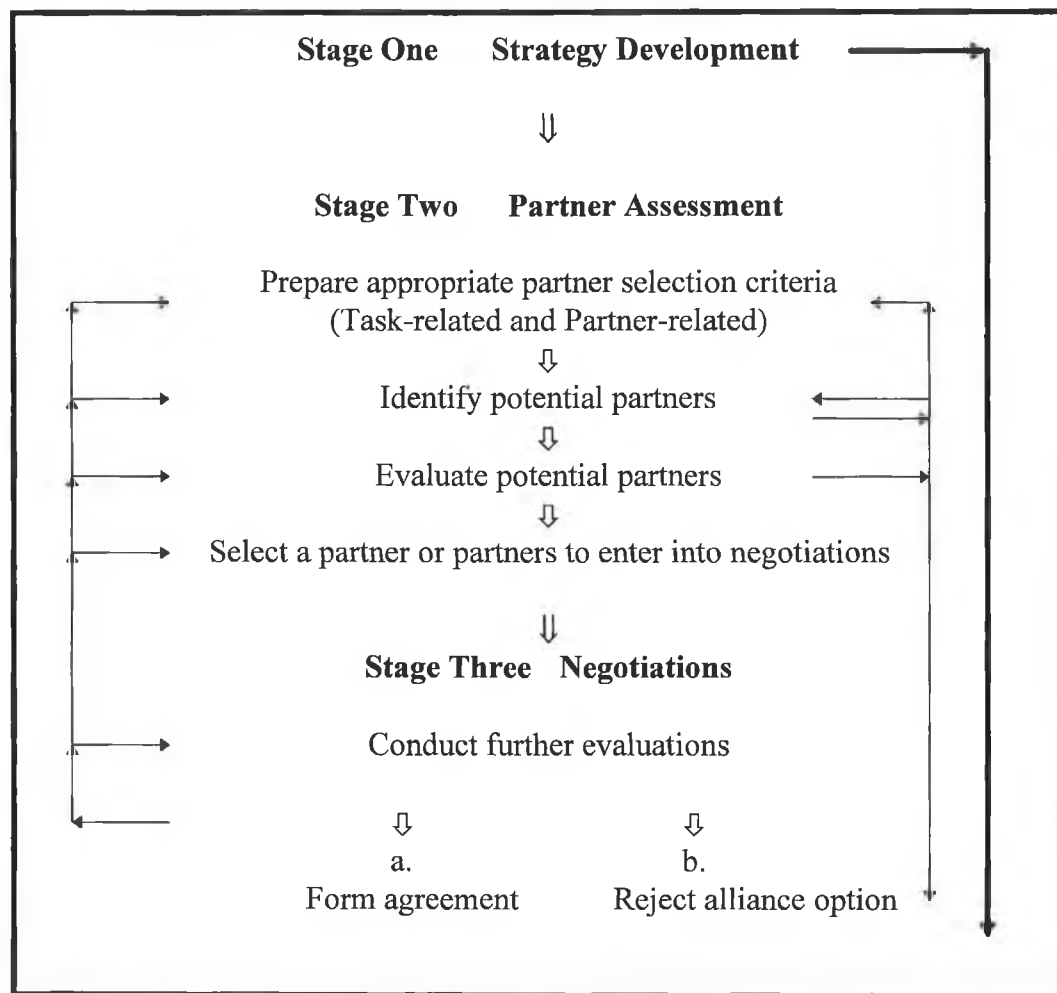 Stage One Strategy Development
Stage Two Partner Assessment
Prepare appropriate partner selection criteria
(Task-related and Partner-related)
Identify potential partners
Evaluate potential partners
Select a partner or partners to enter into negotiations
Stage Three Negotiations
Conduct further evaluations
a. b.
Form agreement Reject alliance option